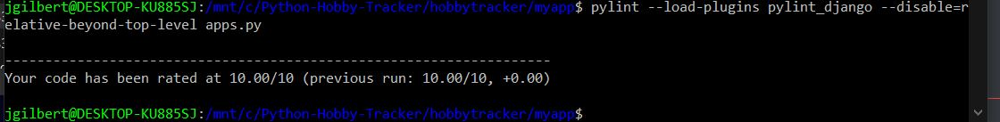 jgilbert@DESKTOP-KU885SJ:/mnt/c/Python-Hobby-Tracker/hobbytracker/myapp$ pylint --load-plugins pylint_django --disable=r
elative-beyond-top-level apps.py
--------------------------------------------------------------------
Your code has been rated at 10.00/10 (previous run: 10.00/10, +0.00)
jgilbert@DESKTOP-KU885SJ:/mnt/c/Python-Hobby-Tracker/hobbytracker/myapp$